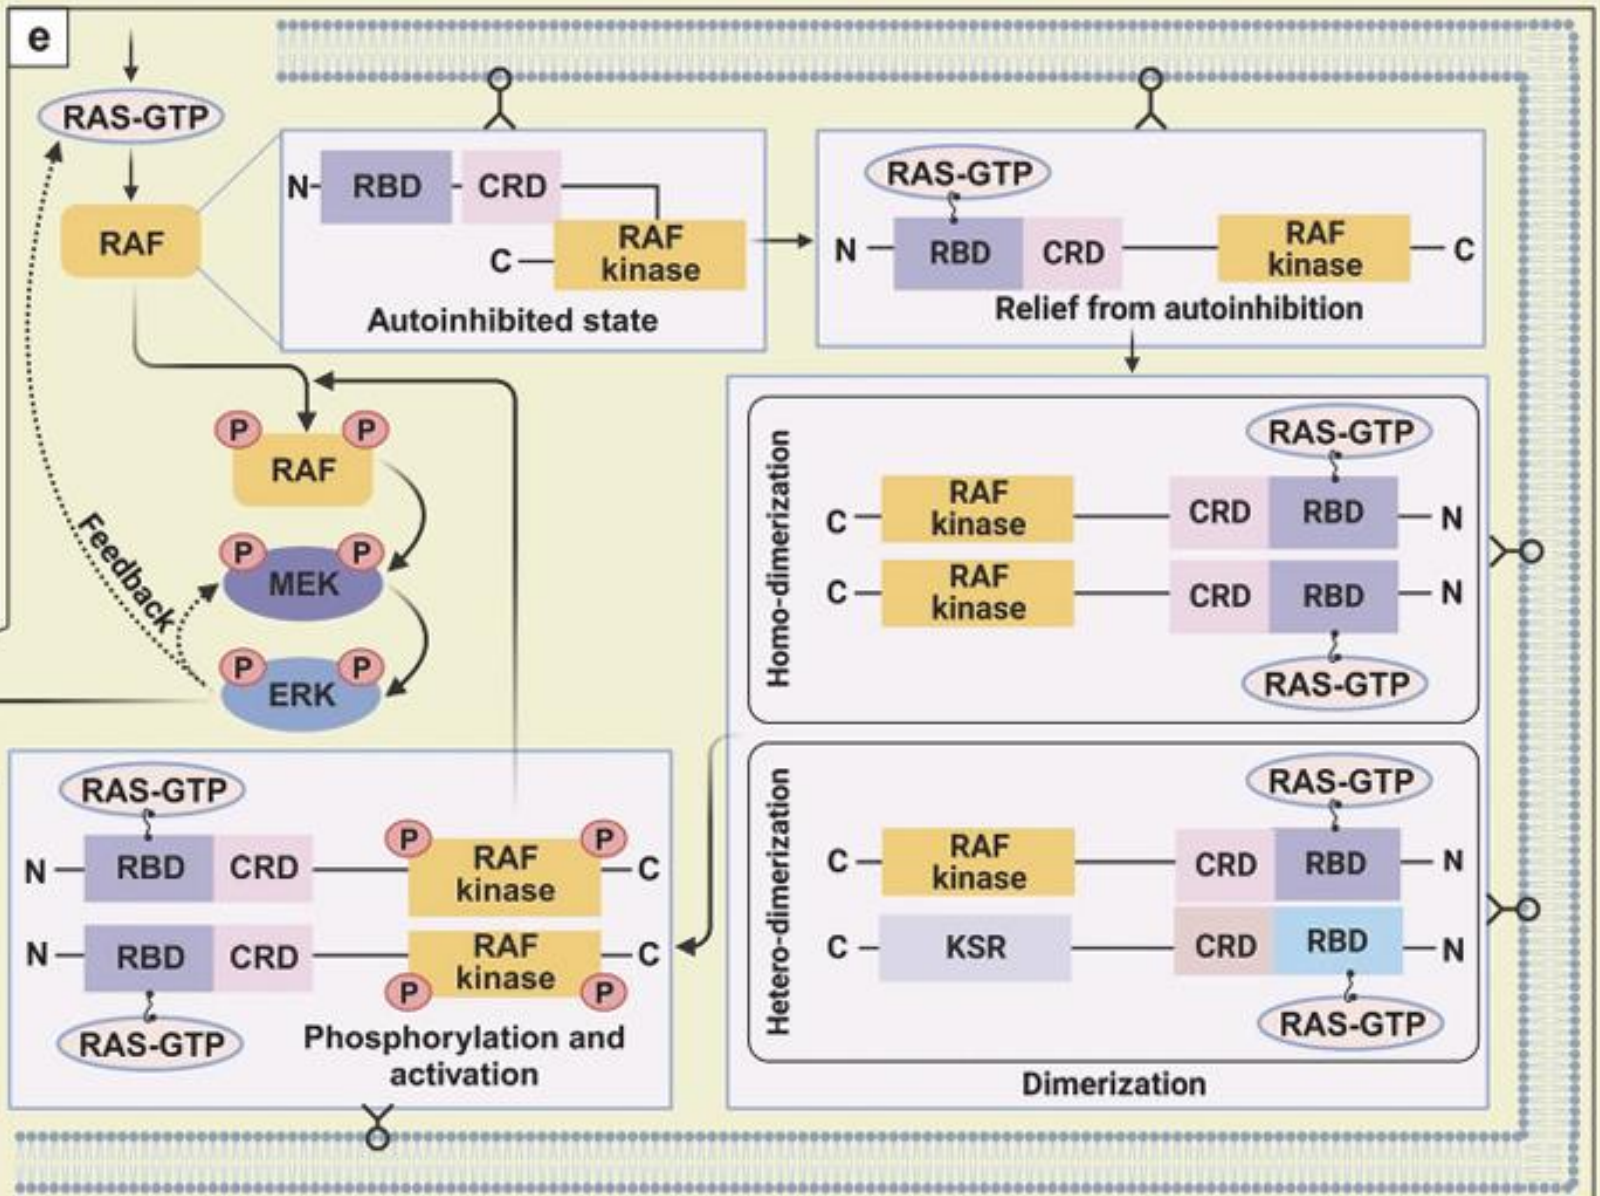 e
RAS-GTP
RAF
N
RBD
CRD
C
RAF
kinase
Autoinhibited state
RAS-GTP
N
RBD
CRD
RAF
kinase
C
Relief from autoinhibition
P
P
RAF
P
P
MEK
P
P
ERK
Feedback
Homo-dimerization
RAS-GTP
C
RAF
kinase
CRD
RBD
N
C
RAF
kinase
CRD
RBD
N
RAS-GTP
Hetero-dimerization
RAS-GTP
C
RAF
kinase
CRD
RBD
N
C
KSR
CRD
RBD
N
RAS-GTP
Dimerization
RAS-GTP
N
RBD
CRD
P
P
RAF
kinase
C
N
RBD
CRD
RAF
kinase
C
P
P
RAS-GTP
Phosphorylation and
activation